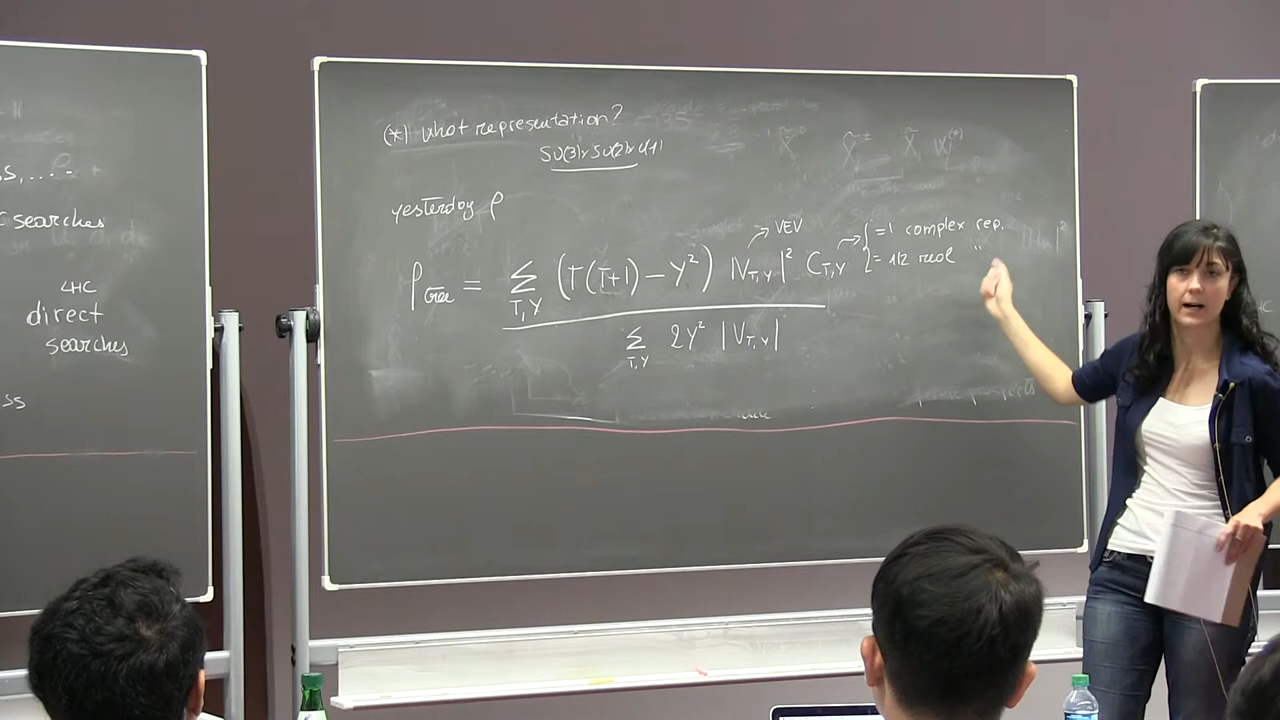 searches
LHC
direct
searches
ss
(*) What representation?
SU(3)×SU(2)×U(1)
yesterday ρ
ρ_tree = Σ_{T,Y} (T(T+1) − Y²) |V_{T,Y}|² C_{T,Y} → { =1 complex rep.
→ VEV
{ =1/2 real "
Σ_{T,Y} 2Y² |V_{T,Y}|